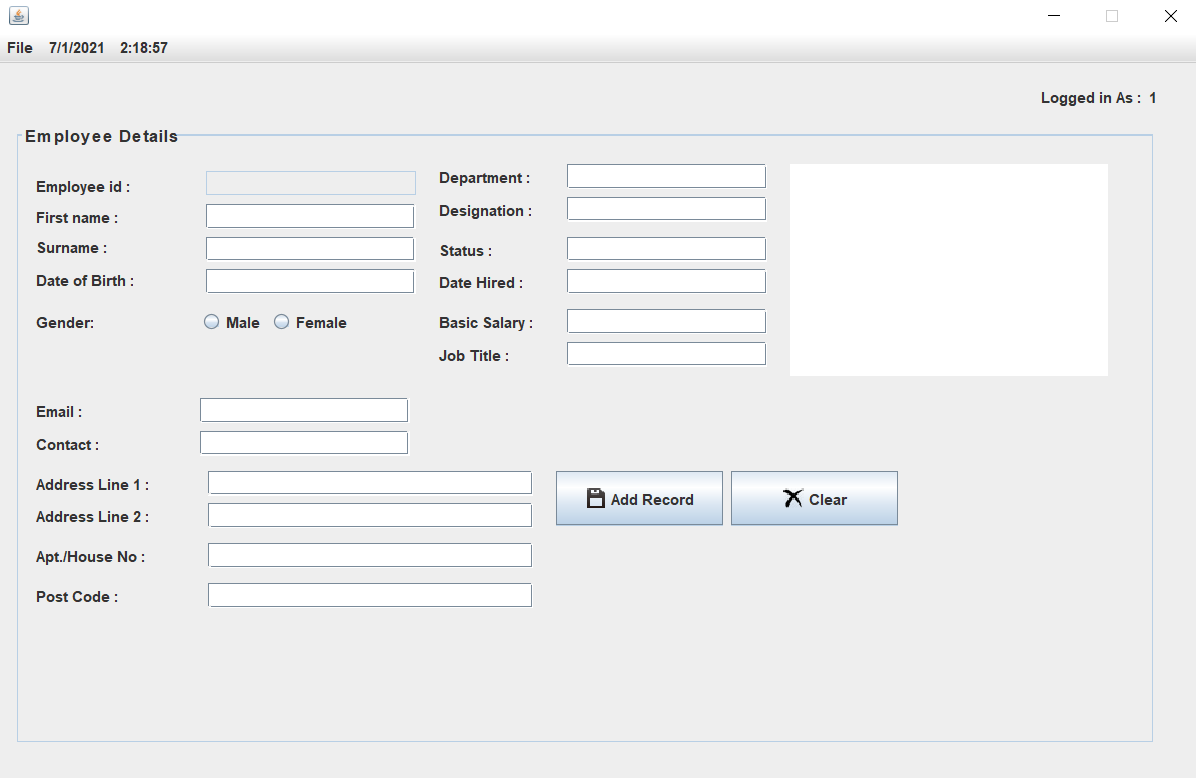 File 7/1/2021 2:18:57
Logged in As : 1
Employee Details
Employee id :
First name :
Surname :
Date of Birth :
Gender: Male Female
Department :
Designation :
Status :
Date Hired :
Basic Salary :
Job Title :
Email :
Contact :
Address Line 1 :
Address Line 2 :
Apt./House No :
Post Code :
Add Record Clear